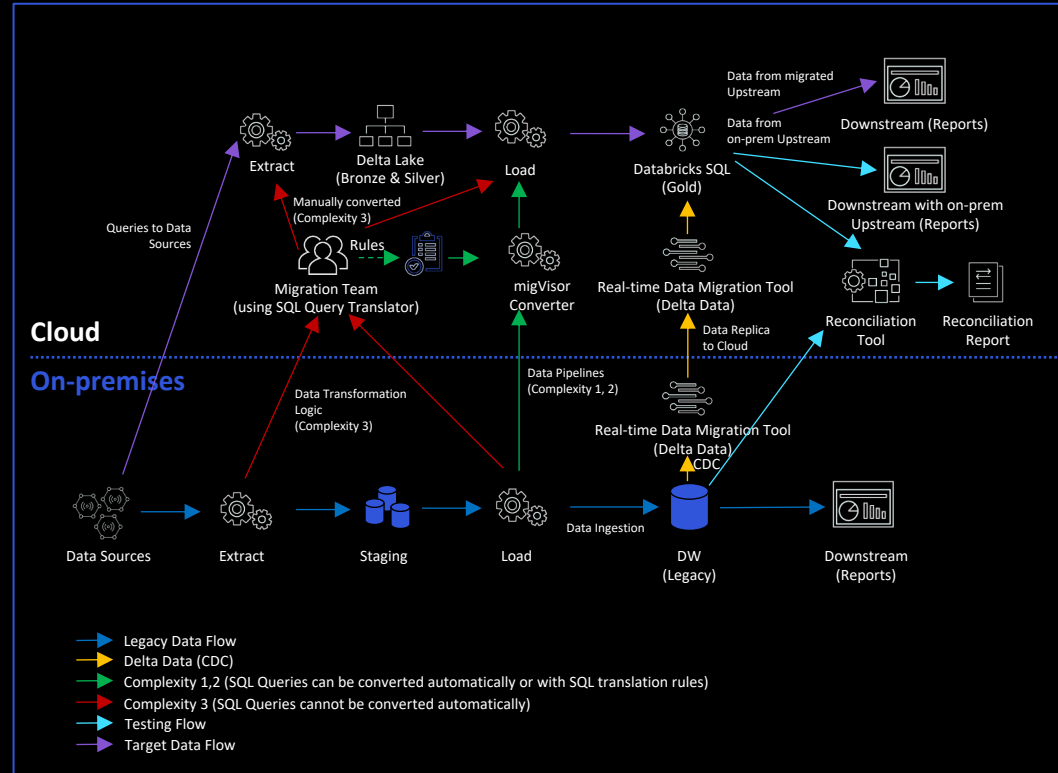 Data from migrated
Upstream
Data from
on-prem Upstream
Downstream (Reports)
Extract
Delta Lake
(Bronze & Silver)
Load
Databricks SQL
(Gold)
Downstream with on-prem
Upstream (Reports)
Manually converted
(Complexity 3)
Queries to Data
Sources
Rules
Migration Team
(using SQL Query Translator)
migVisor
Converter
Real-time Data Migration Tool
(Delta Data)
Reconciliation
Tool
Reconciliation
Report
Cloud
Data Replica
to Cloud
On-premises
Data Pipelines
(Complexity 1, 2)
Data Transformation
Logic
(Complexity 3)
Real-time Data Migration Tool
(Delta Data)
CDC
Data Ingestion
Data Sources
Extract
Staging
Load
DW
(Legacy)
Downstream
(Reports)
Legacy Data Flow
Delta Data (CDC)
Complexity 1,2 (SQL Queries can be converted automatically or with SQL translation rules)
Complexity 3 (SQL Queries cannot be converted automatically)
Testing Flow
Target Data Flow